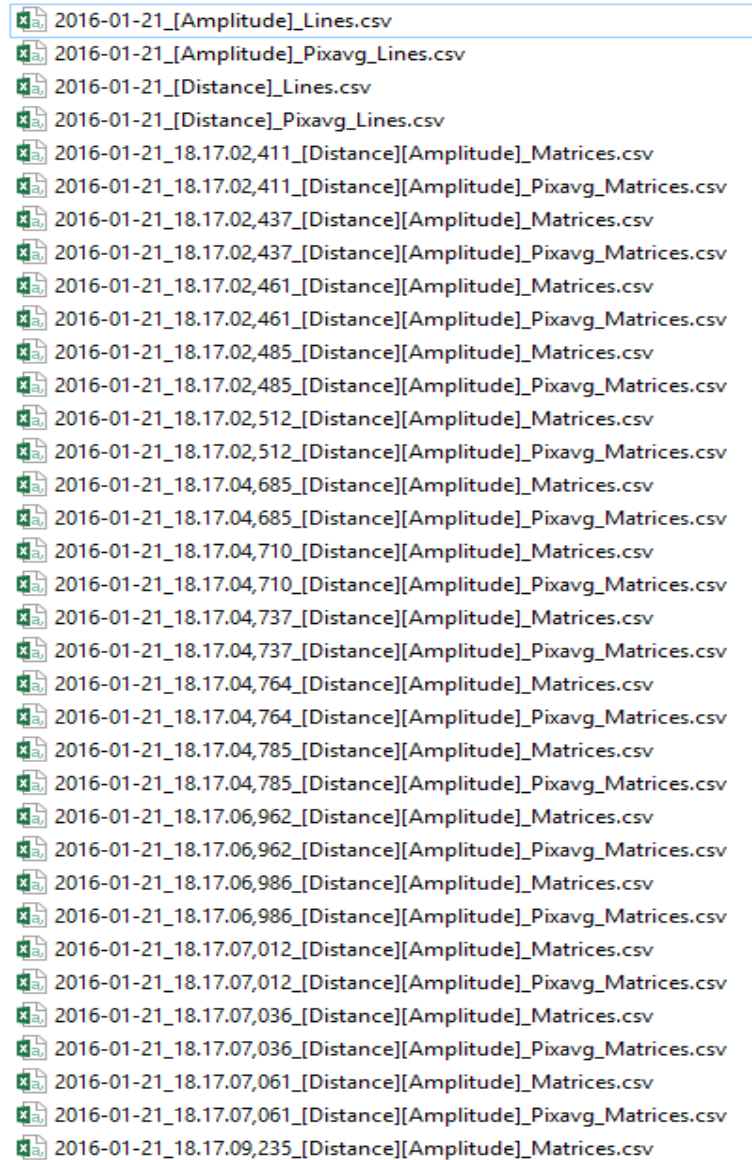 2016-01-21_[Amplitude]_Lines.csv
2016-01-21_[Amplitude]_Pixavg_Lines.csv
2016-01-21_[Distance]_Lines.csv
2016-01-21_[Distance]_Pixavg_Lines.csv
2016-01-21_18.17.02,411_[Distance][Amplitude]_Matrices.csv
2016-01-21_18.17.02,411_[Distance][Amplitude]_Pixavg_Matrices.csv
2016-01-21_18.17.02,437_[Distance][Amplitude]_Matrices.csv
2016-01-21_18.17.02,437_[Distance][Amplitude]_Pixavg_Matrices.csv
2016-01-21_18.17.02,461_[Distance][Amplitude]_Matrices.csv
2016-01-21_18.17.02,461_[Distance][Amplitude]_Pixavg_Matrices.csv
2016-01-21_18.17.02,485_[Distance][Amplitude]_Matrices.csv
2016-01-21_18.17.02,485_[Distance][Amplitude]_Pixavg_Matrices.csv
2016-01-21_18.17.02,512_[Distance][Amplitude]_Matrices.csv
2016-01-21_18.17.02,512_[Distance][Amplitude]_Pixavg_Matrices.csv
2016-01-21_18.17.04,685_[Distance][Amplitude]_Matrices.csv
2016-01-21_18.17.04,685_[Distance][Amplitude]_Pixavg_Matrices.csv
2016-01-21_18.17.04,710_[Distance][Amplitude]_Matrices.csv
2016-01-21_18.17.04,710_[Distance][Amplitude]_Pixavg_Matrices.csv
2016-01-21_18.17.04,737_[Distance][Amplitude]_Matrices.csv
2016-01-21_18.17.04,737_[Distance][Amplitude]_Pixavg_Matrices.csv
2016-01-21_18.17.04,764_[Distance][Amplitude]_Matrices.csv
2016-01-21_18.17.04,764_[Distance][Amplitude]_Pixavg_Matrices.csv
2016-01-21_18.17.04,785_[Distance][Amplitude]_Matrices.csv
2016-01-21_18.17.04,785_[Distance][Amplitude]_Pixavg_Matrices.csv
2016-01-21_18.17.06,962_[Distance][Amplitude]_Matrices.csv
2016-01-21_18.17.06,962_[Distance][Amplitude]_Pixavg_Matrices.csv
2016-01-21_18.17.06,986_[Distance][Amplitude]_Matrices.csv
2016-01-21_18.17.06,986_[Distance][Amplitude]_Pixavg_Matrices.csv
2016-01-21_18.17.07,012_[Distance][Amplitude]_Matrices.csv
2016-01-21_18.17.07,012_[Distance][Amplitude]_Pixavg_Matrices.csv
2016-01-21_18.17.07,036_[Distance][Amplitude]_Matrices.csv
2016-01-21_18.17.07,036_[Distance][Amplitude]_Pixavg_Matrices.csv
2016-01-21_18.17.07,061_[Distance][Amplitude]_Matrices.csv
2016-01-21_18.17.07,061_[Distance][Amplitude]_Pixavg_Matrices.csv
2016-01-21_18.17.09,235_[Distance][Amplitude]_Matrices.csv